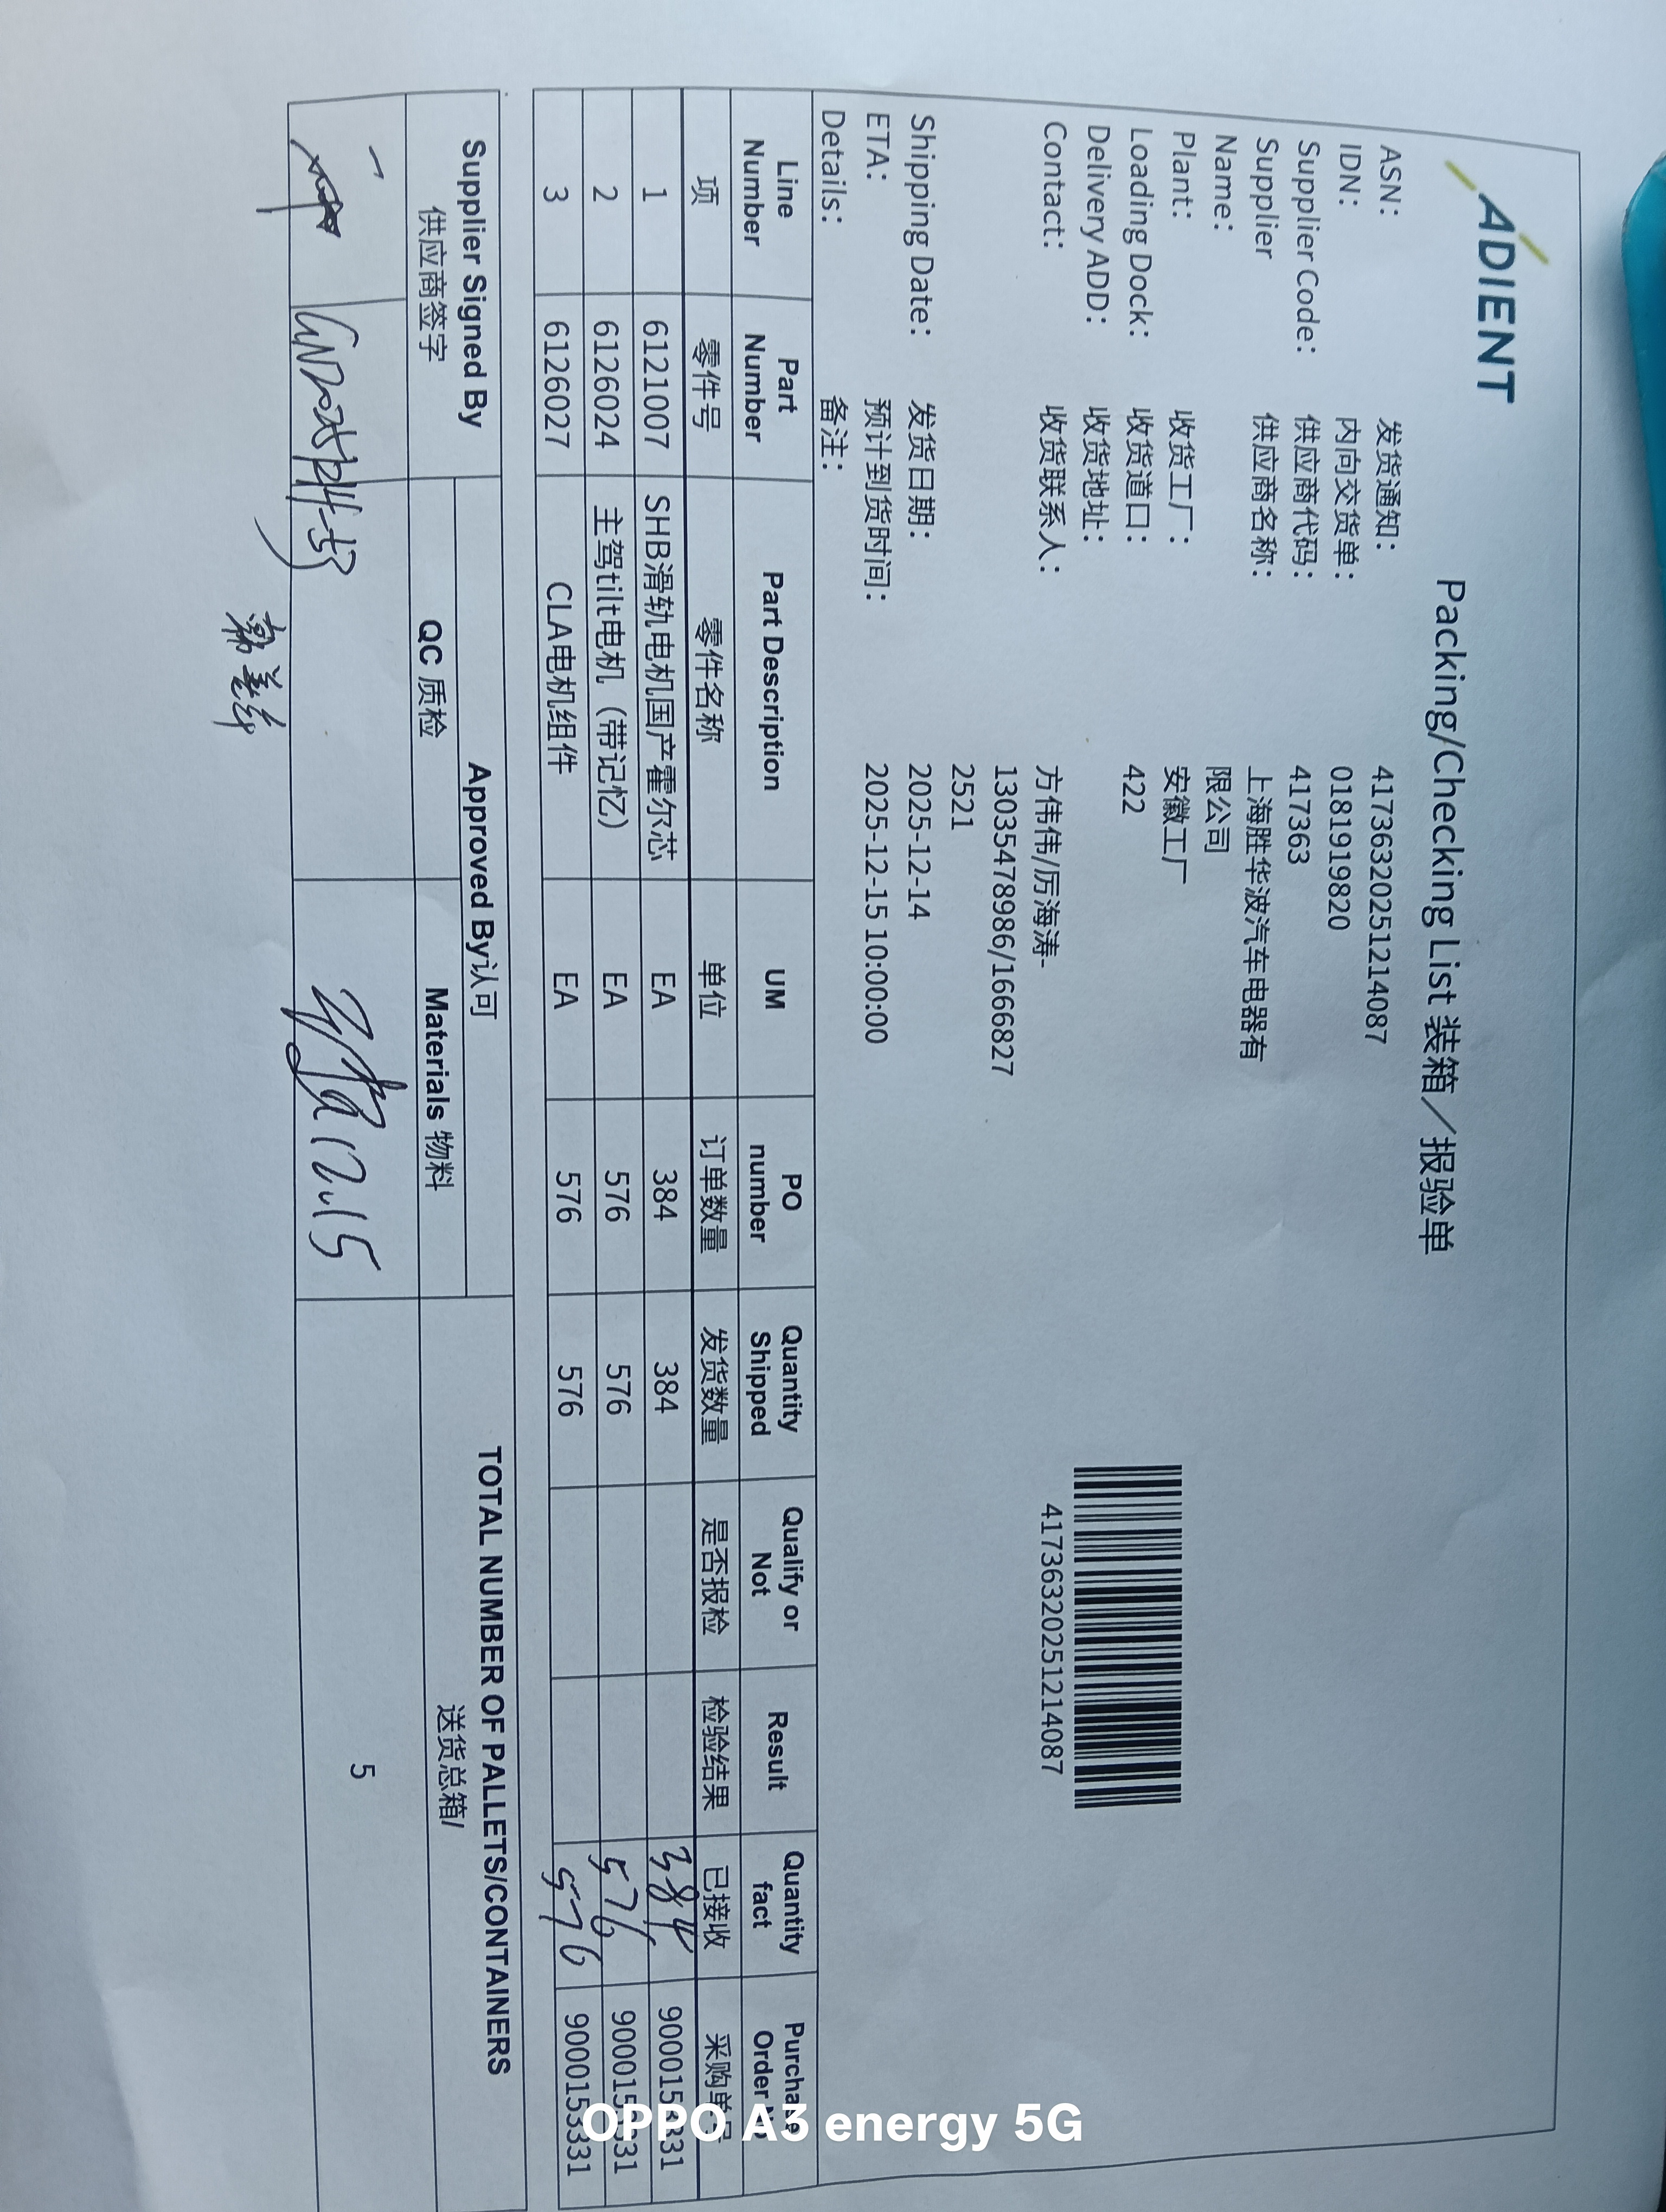 ADIENT
Packing/Checking List 装箱／报验单
ASN: 发货通知: 41736320251214087
IDN: 内向交货单: 0181919820
Supplier Code: 供应商代码: 417363
Supplier Name: 供应商名称: 上海胜华波汽车电器有
限公司
Plant: 收货工厂: 安徽工厂
Loading Dock: 收货道口: 422
Delivery ADD: 收货地址:
Contact: 收货联系人: 方伟伟/厉海涛-
13035478986/1666827
2521
41736320251214087
Shipping Date: 发货日期: 2025-12-14
ETA: 预计到货时间: 2025-12-15 10:00:00
Details: 备注:
Line Number Part Number Part Description UM PO number Quantity Shipped Qualify or Not Result Quantity fact Purchase Order
项 零件号 零件名称 单位 订单数量 发货数量 是否报检 检验结果 已接收 采购单号
1 6121007 SHB滑轨电机国产霍尔芯 EA 384 384 384
2 6126024 主驾tilt电机（带记忆） EA 576 576 576
3 6126027 CLA电机组件 EA 576 576 576 9000153331
Supplier Signed By Approved By认可 TOTAL NUMBER OF PALLETS/CONTAINERS
供应商签字 QC 质检 Materials 物料 送货总箱/
12.15 5
OPPO A3 energy 5G